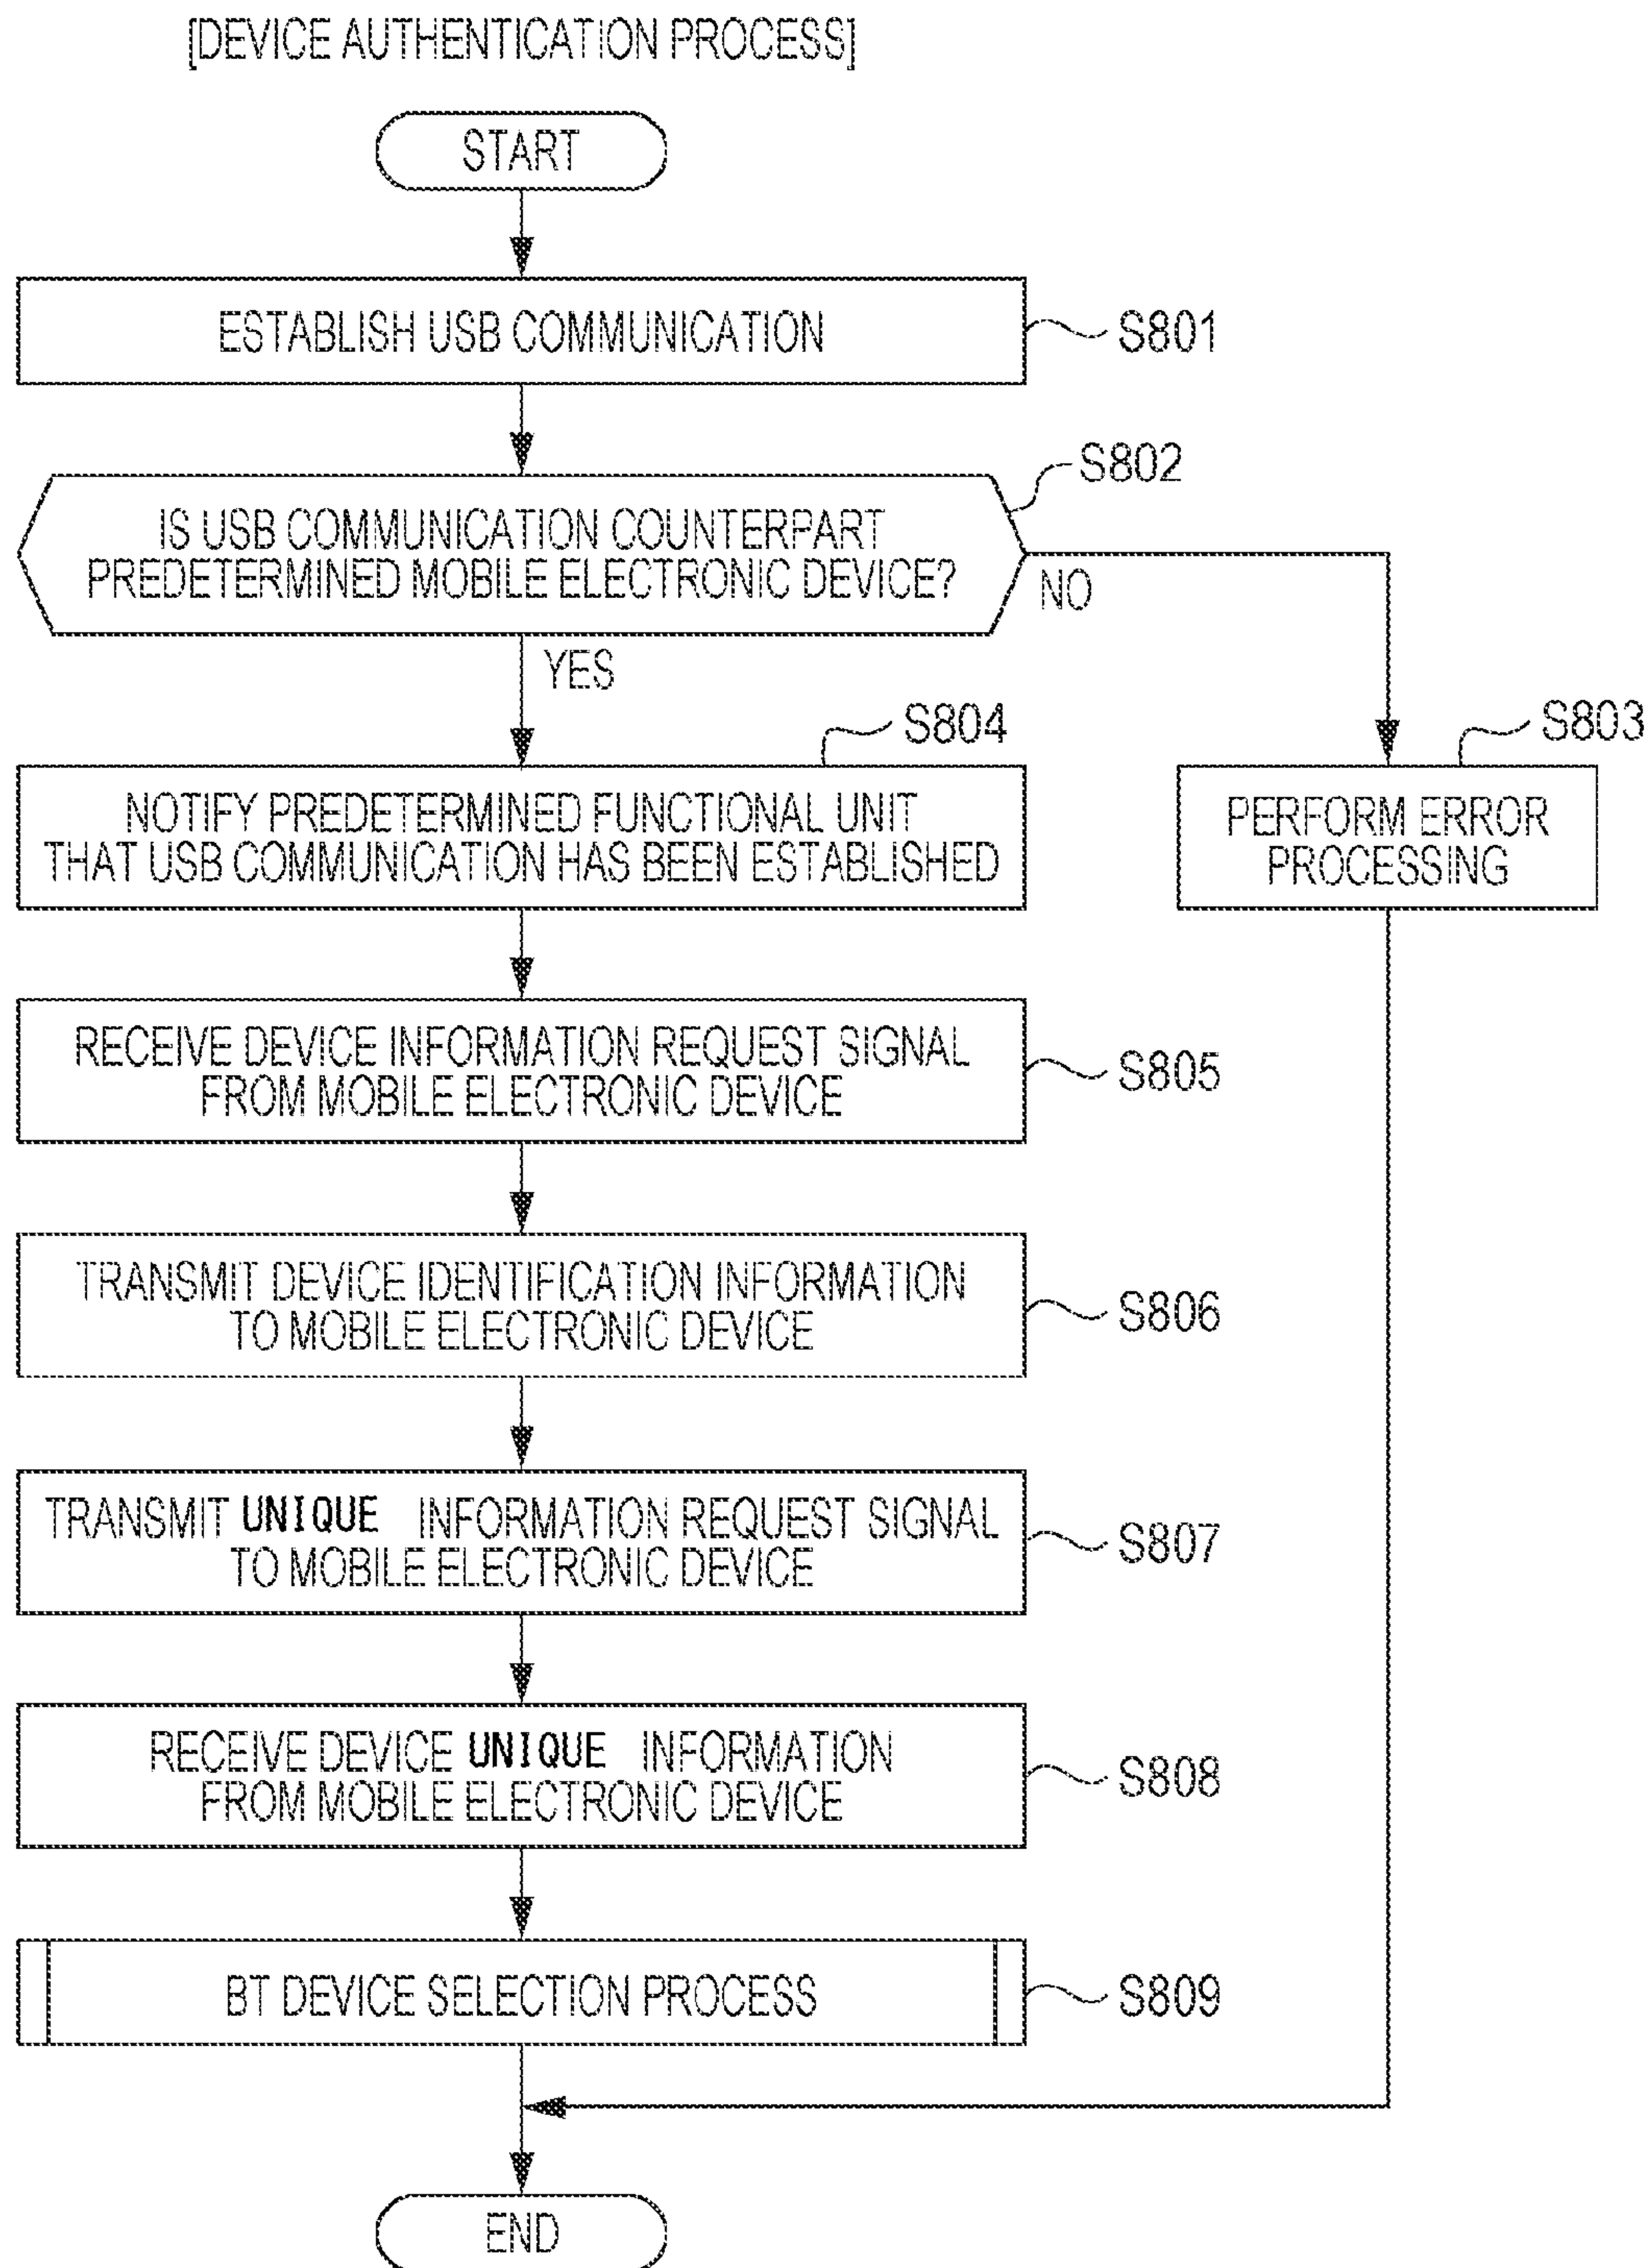 [DEVICE AUTHENTICATION PROCESS]
START
ESTABLISH USB COMMUNICATION
S801
S802
IS USB COMMUNICATION COUNTERPART
PREDETERMINED MOBILE ELECTRONIC DEVICE?
NO
YES
S804
S803
NOTIFY PREDETERMINED FUNCTIONAL UNIT
THAT USB COMMUNICATION HAS BEEN ESTABLISHED
PERFORM ERROR
PROCESSING
RECEIVE DEVICE INFORMATION REQUEST SIGNAL
FROM MOBILE ELECTRONIC DEVICE
S805
TRANSMIT DEVICE IDENTIFICATION INFORMATION
TO MOBILE ELECTRONIC DEVICE
S806
TRANSMIT UNIQUE INFORMATION REQUEST SIGNAL
TO MOBILE ELECTRONIC DEVICE
S807
RECEIVE DEVICE UNIQUE INFORMATION
FROM MOBILE ELECTRONIC DEVICE
S808
BT DEVICE SELECTION PROCESS
S809
END